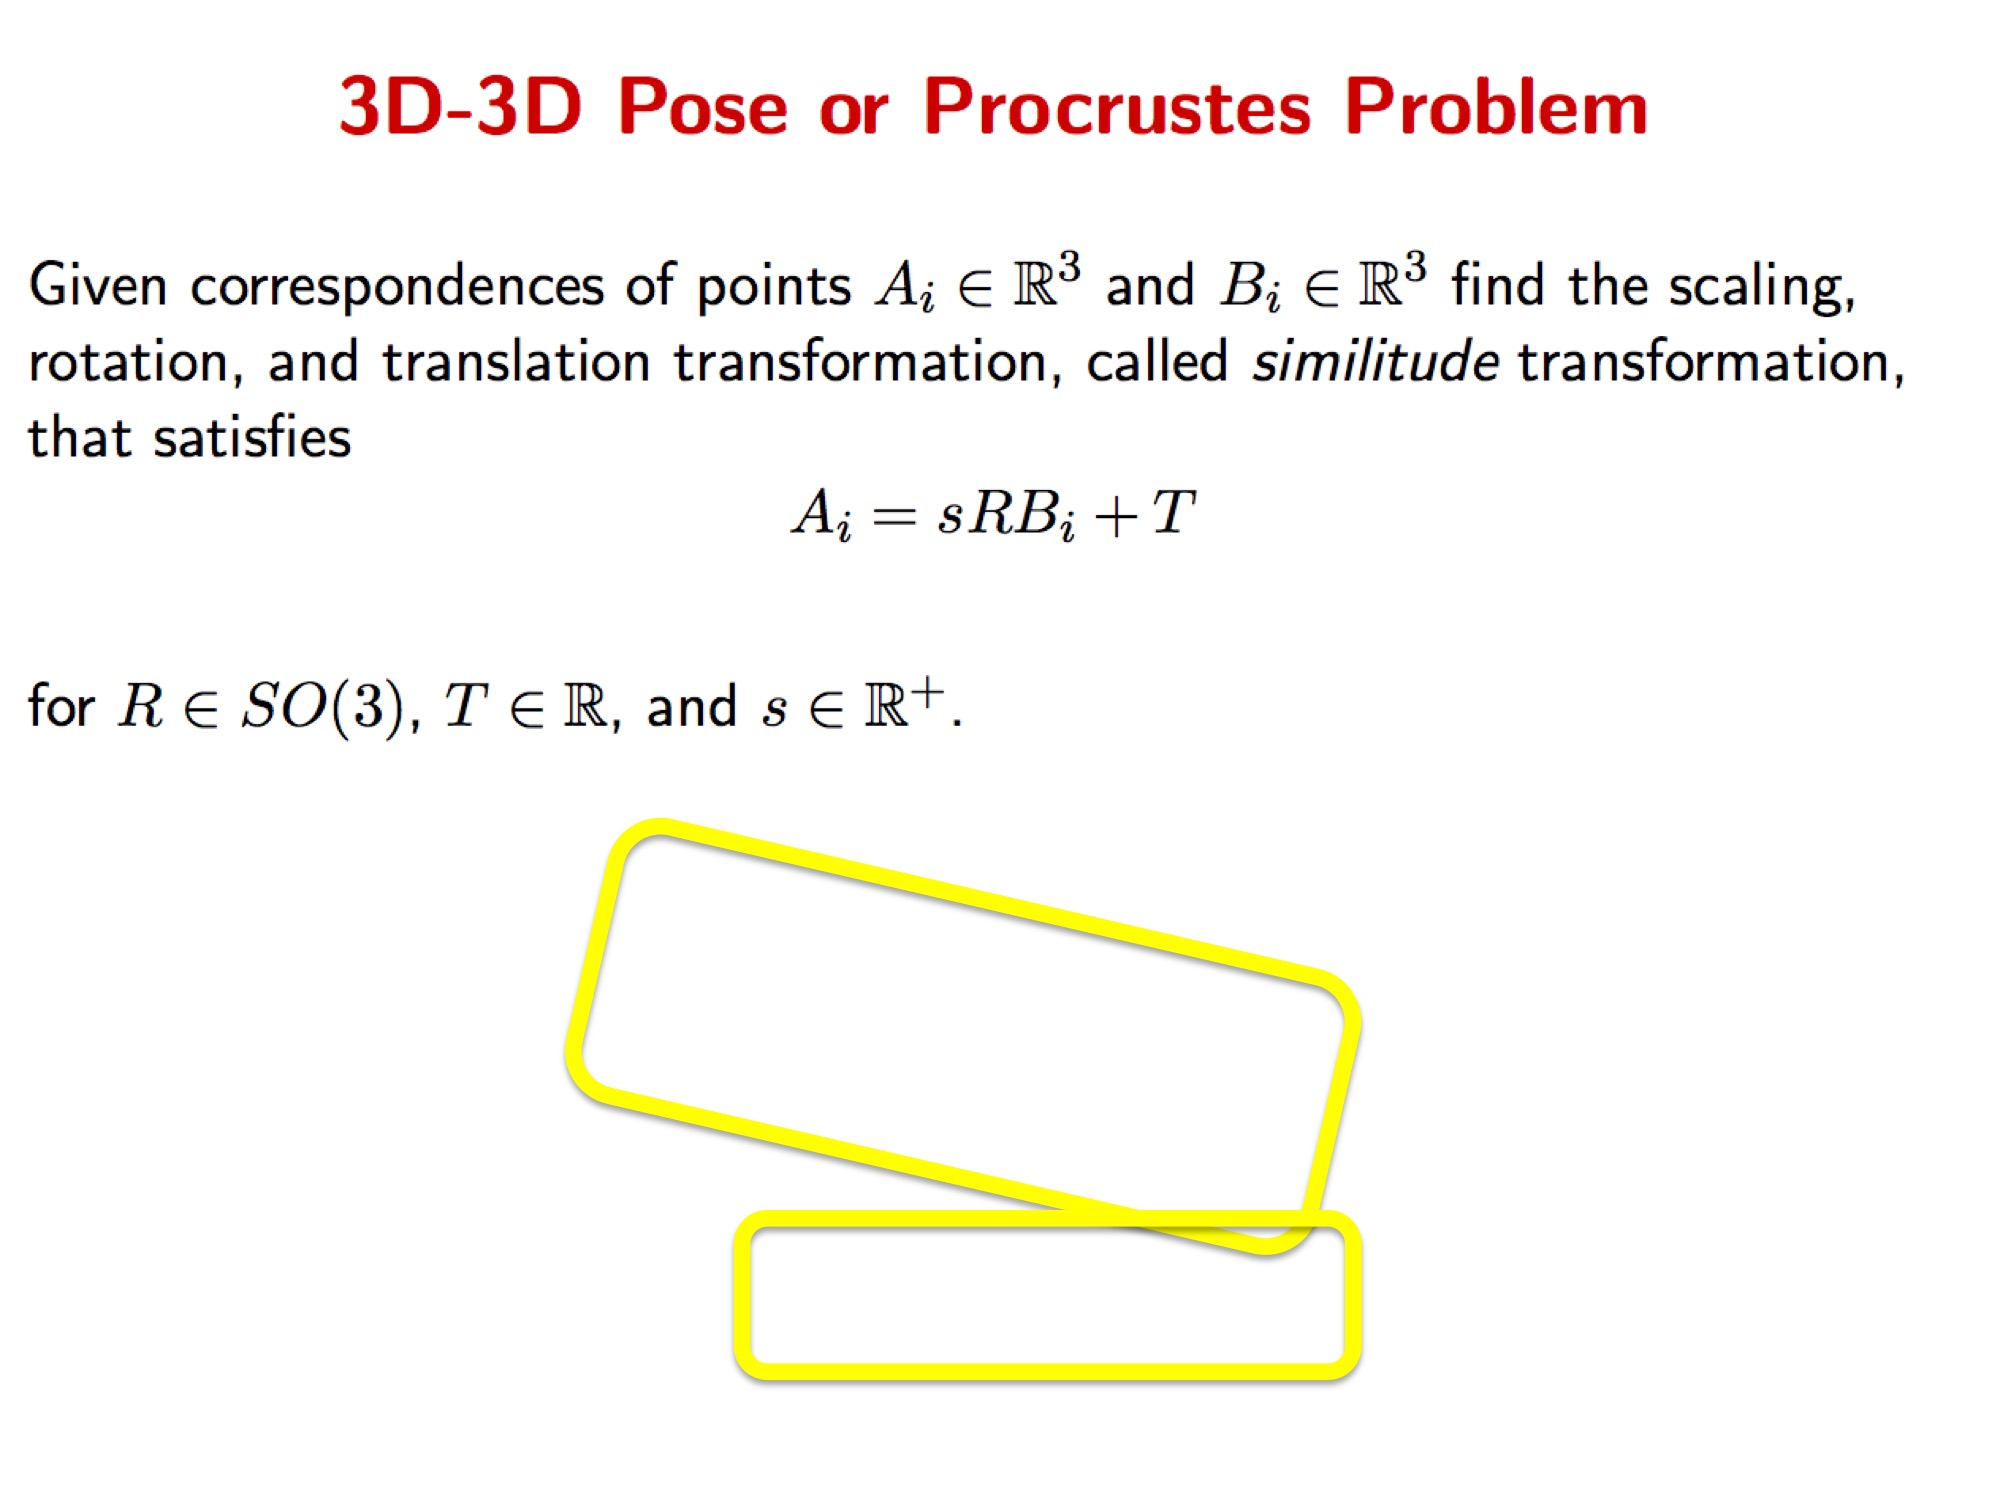 3D-3D Pose or Procrustes Problem
Given correspondences of points $A_i \in \mathbb{R}^3$ and $B_i \in \mathbb{R}^3$ find the scaling,
rotation, and translation transformation, called similitude transformation,
that satisfies
$A_i = sRB_i + T$
for $R \in SO(3)$, $T \in \mathbb{R}$, and $s \in \mathbb{R}^+$.